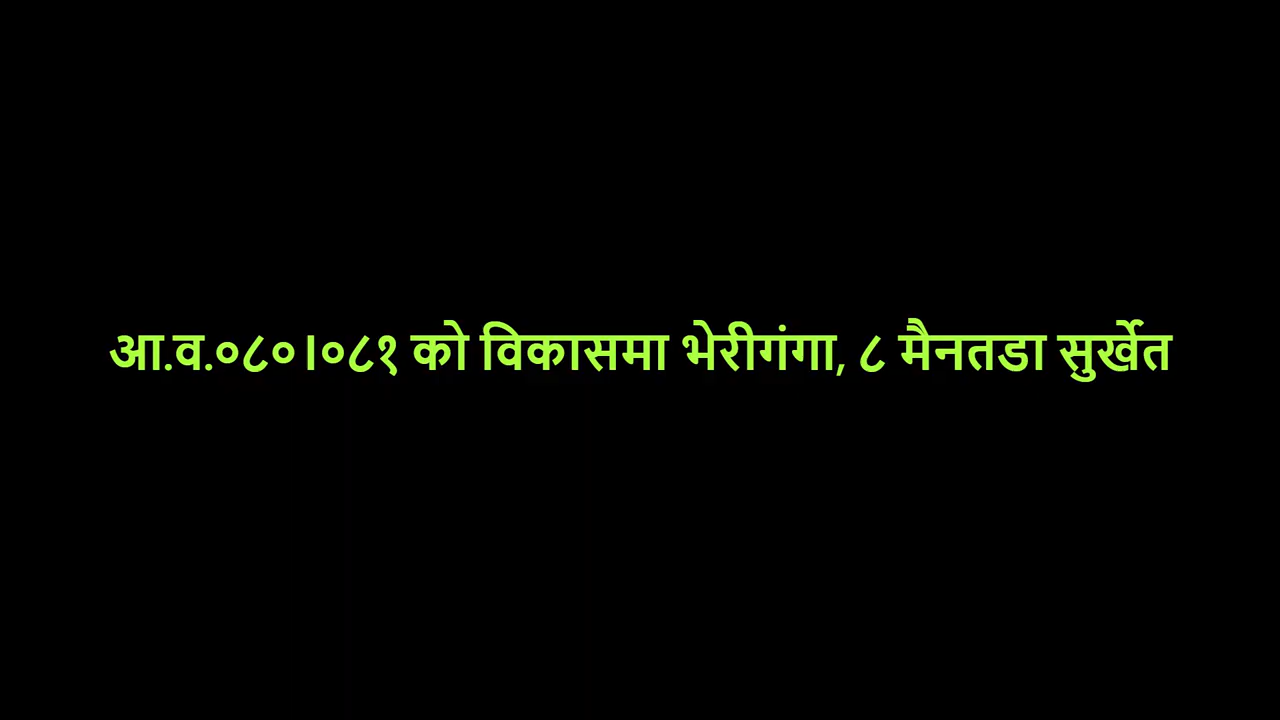 आ.व.०८०।०८१ को विकासमा भेरीगंगा, ८ मैनतडा सुर्खेत